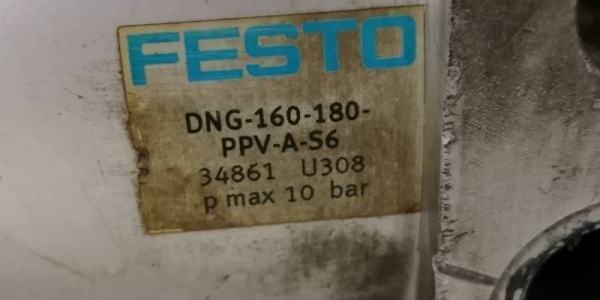 FESTO
DNG-160-180-
PPV-A-S6
34861 U308
p max 10 bar